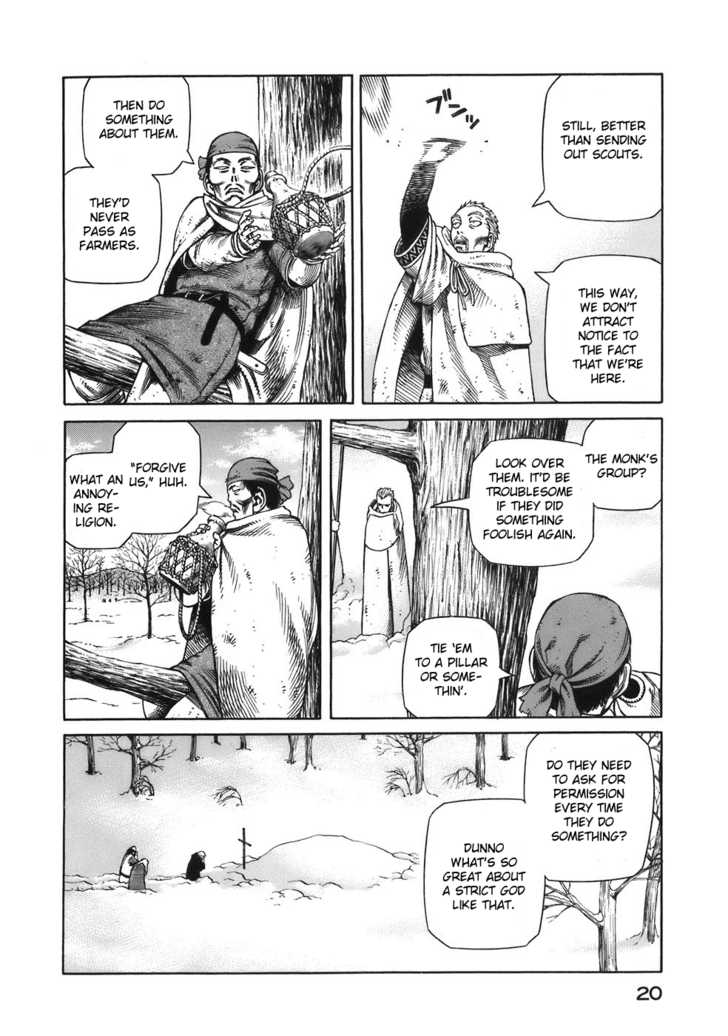 STILL, BETTER
THAN SENDING
OUT SCOUTS.
ブンッ
THIS WAY,
WE DON'T
ATTRACT
NOTICE TO
THE FACT
THAT WE'RE
HERE.
THEN DO
SOMETHING
ABOUT THEM.
THEY'D
NEVER
PASS AS
FARMERS.
THE MONK'S
GROUP?
LOOK OVER
THEM. IT'D BE
TROUBLESOME
IF THEY DID
SOMETHING
FOOLISH AGAIN.
TIE 'EM
TO A PILLAR
OR SOME-
THIN'.
"FORGIVE
US," HUH.
WHAT AN
ANNOY-
ING RE-
LIGION.
DO THEY NEED
TO ASK FOR
PERMISSION
EVERY TIME
THEY DO
SOMETHING?
DUNNO
WHAT'S SO
GREAT ABOUT
A STRICT GOD
LIKE THAT.
20